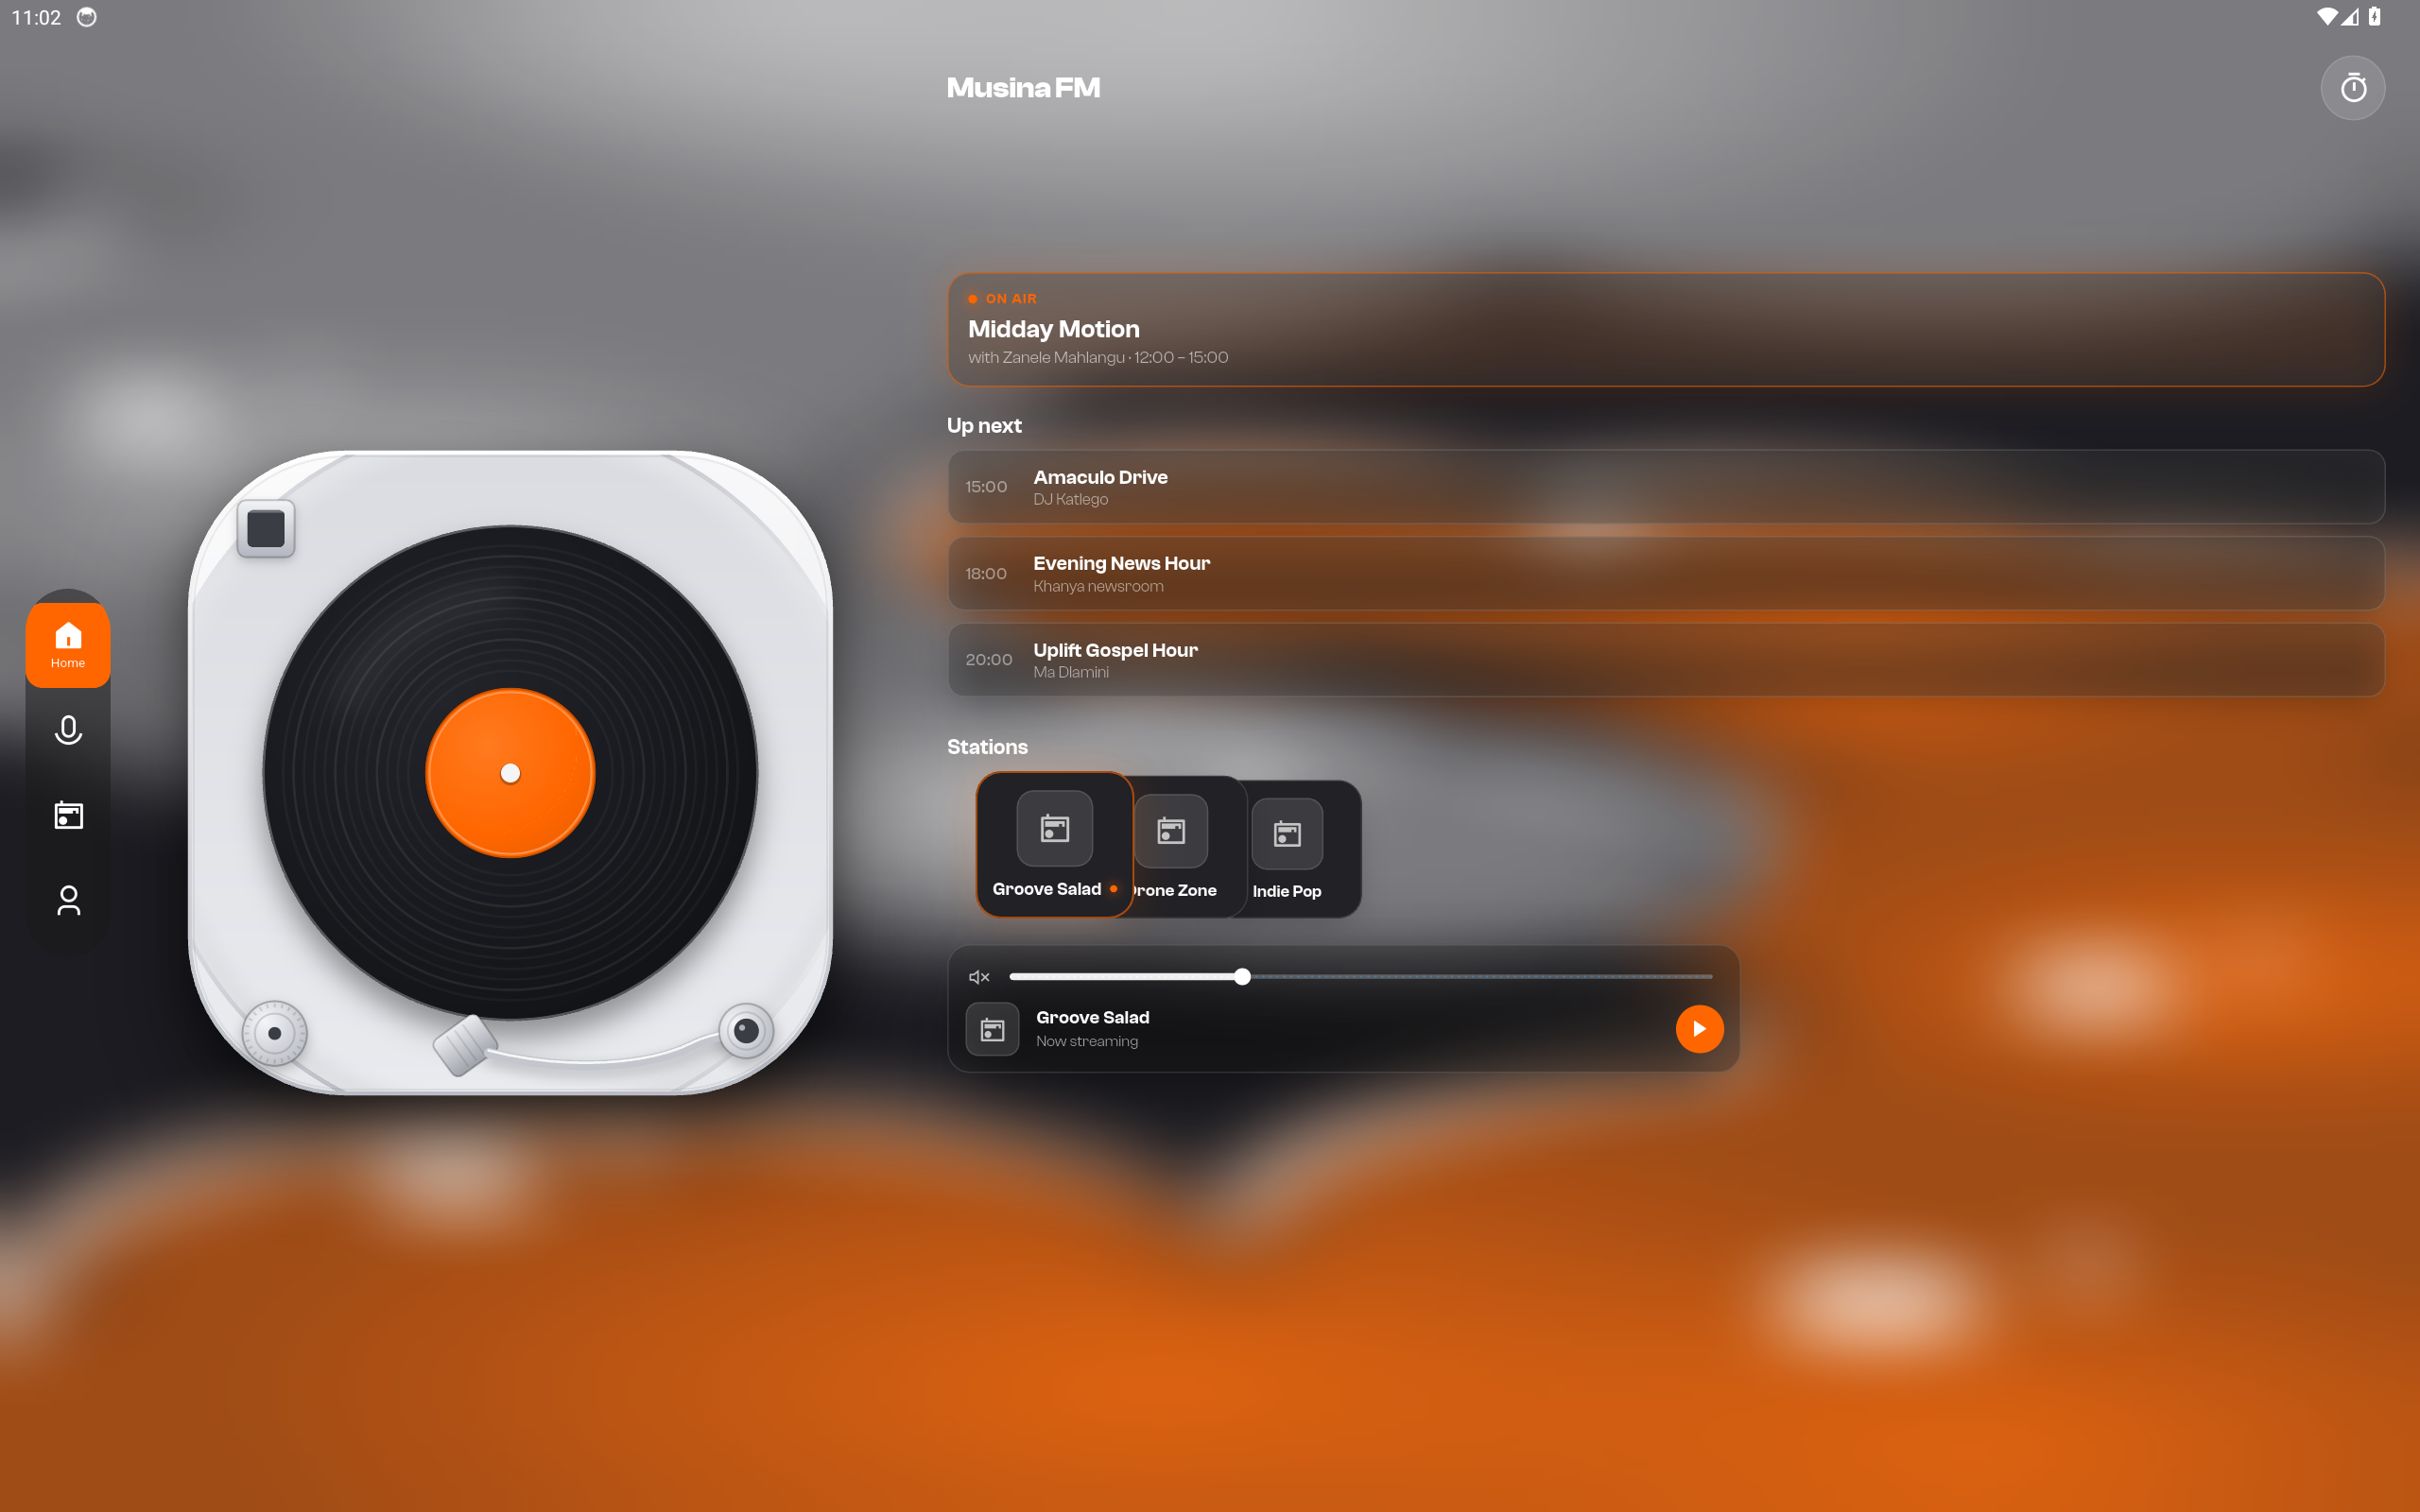 11:02
Musina FM
ON AIR
Midday Motion
with Zanele Mahlangu · 12:00 – 15:00
Up next
15:00
Amaculo Drive
DJ Katlego
18:00
Evening News Hour
Khanya newsroom
20:00
Uplift Gospel Hour
Ma Dlamini
Home
Stations
Groove Salad
rone Zone
Indie Pop
Groove Salad
Now streaming